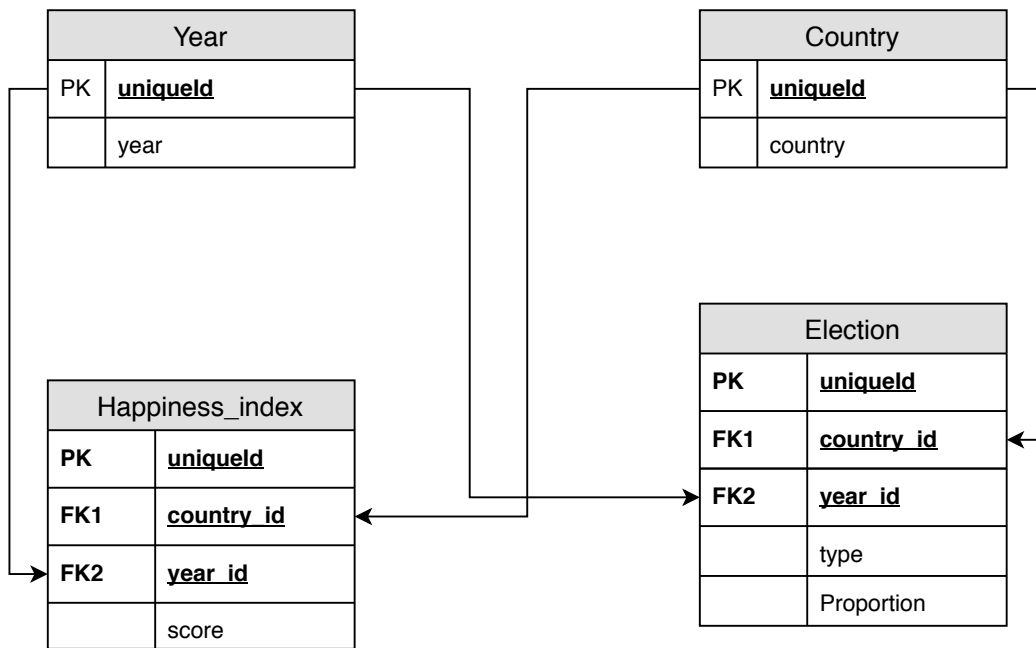 Year
PK uniqueId
year
Country
PK uniqueId
country
Happiness_index
PK uniqueId
FK1 country_id
FK2 year_id
score
Election
PK uniqueId
FK1 country_id
FK2 year_id
type
Proportion